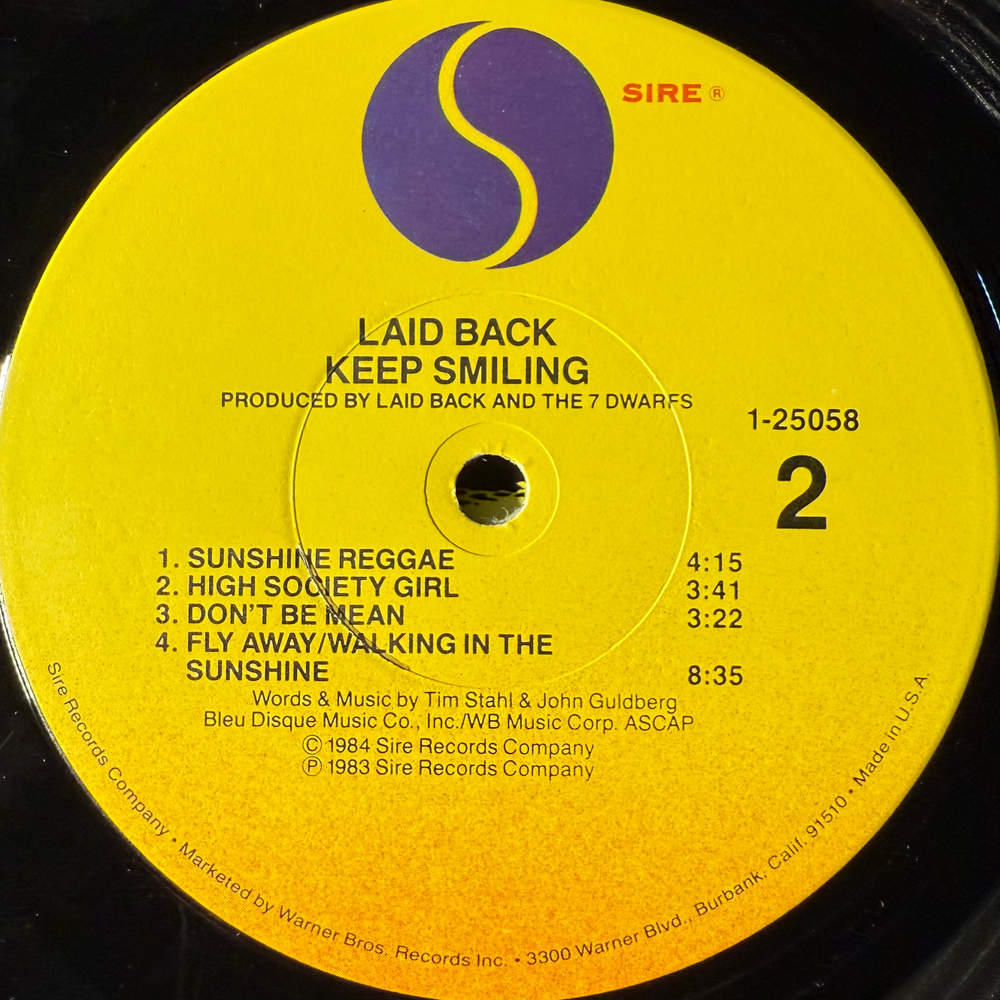 SIRE ®
LAID BACK
KEEP SMILING
PRODUCED BY LAID BACK AND THE 7 DWARFS
1-25058
2
1. SUNSHINE REGGAE 4:15
2. HIGH SOCIETY GIRL 3:41
3. DON'T BE MEAN 3:22
4. FLY AWAY/WALKING IN THE
SUNSHINE 8:35
Words & Music by Tim Stahl & John Guldberg
Bleu Disque Music Co., Inc./WB Music Corp. ASCAP
Ⓒ 1984 Sire Records Company
Ⓟ 1983 Sire Records Company
Sire Records Company • Marketed by Warner Bros. Records Inc. • 3300 Warner Blvd., Burbank, Calif. 91510 • Made in U.S.A.